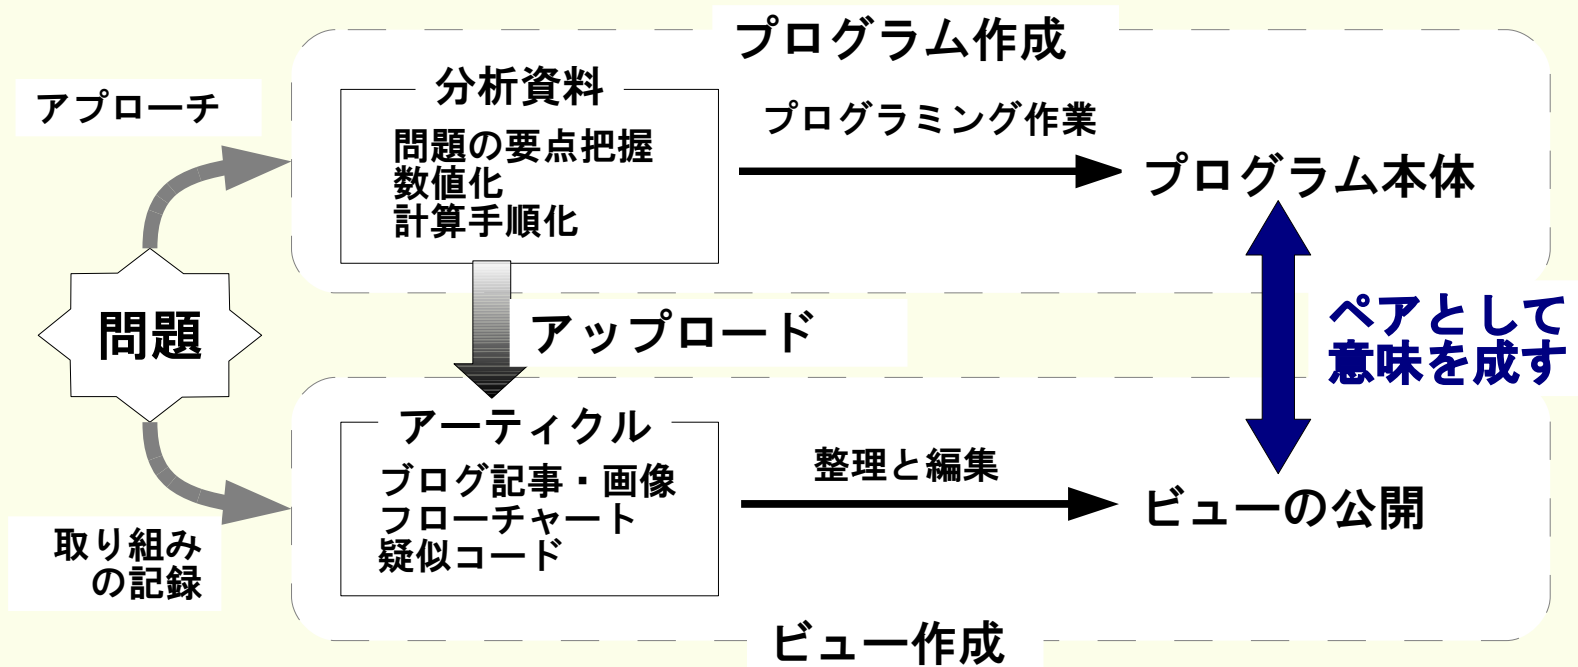 プログラム作成
アプローチ
分析資料
問題の要点把握
数値化
計算手順化
プログラミング作業
プログラム本体
問題
アップロード
ペアとして
意味を成す
アーティクル
ブログ記事・画像
フローチャート
疑似コード
整理と編集
ビューの公開
取り組み
の記録
ビュー作成